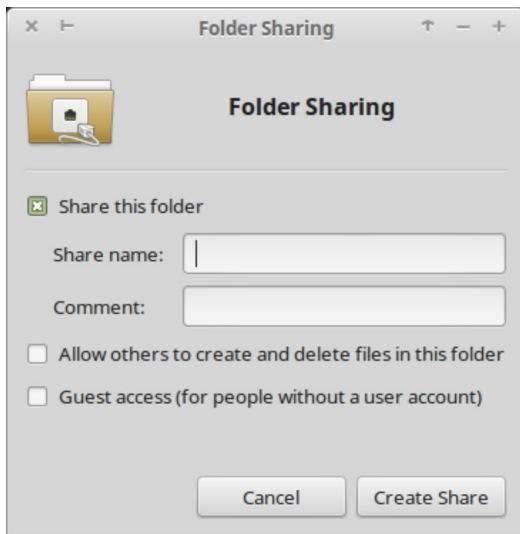 Folder Sharing
Folder Sharing
Share this folder
Share name:
Comment:
Allow others to create and delete files in this folder
Guest access (for people without a user account)
Cancel Create Share